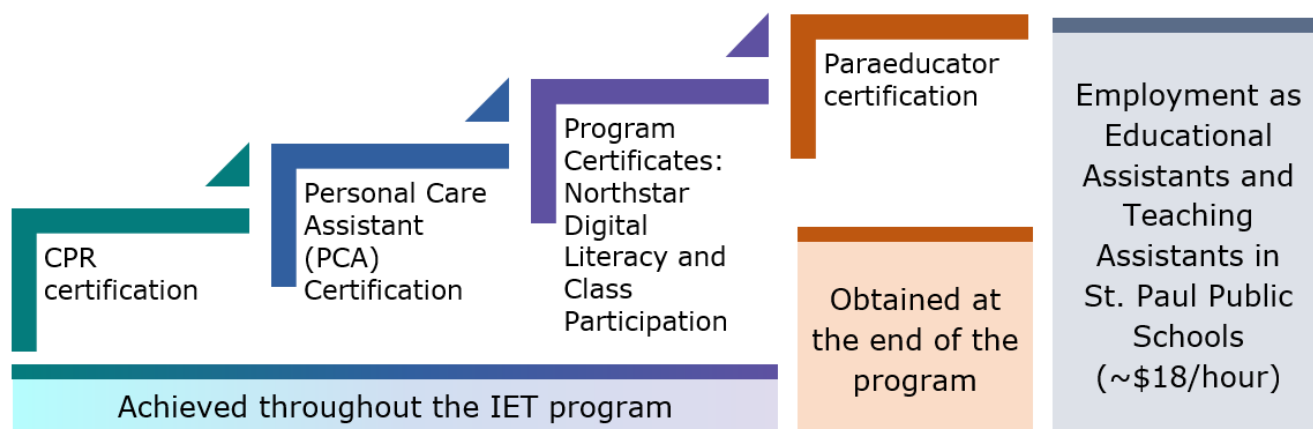 CPR
certification
Personal Care
Assistant
(PCA)
Certification
Program
Certificates:
Northstar
Digital
Literacy and
Class
Participation
Paraeducator
certification
Achieved throughout the IET program
Obtained at
the end of the
program
Employment as
Educational
Assistants and
Teaching
Assistants in
St. Paul Public
Schools
(~$18/hour)